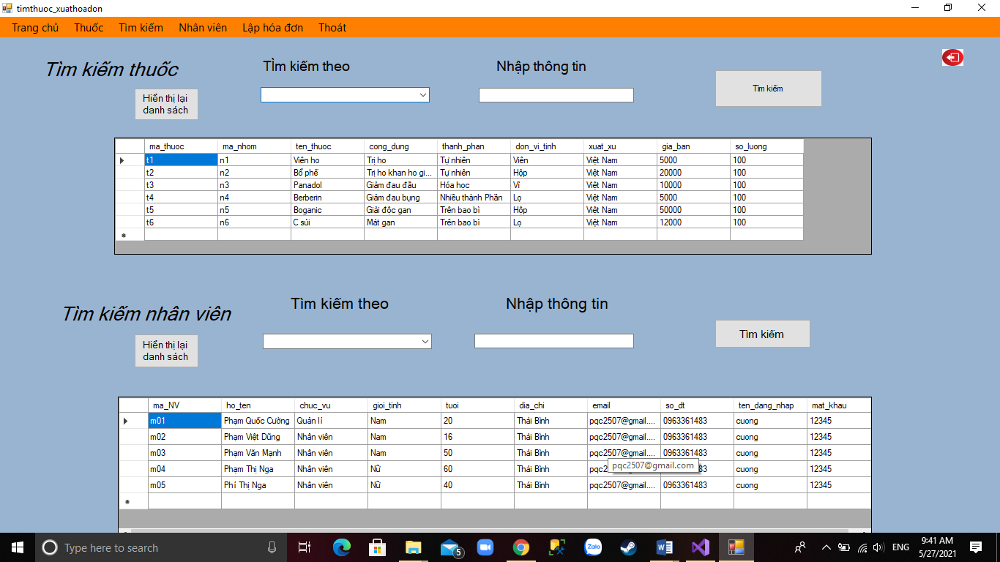 timthuoc_xuathoadon
Trang chủ Thuốc Tìm kiếm Nhân viên Lập hóa đơn Thoát
Tìm kiếm thuốc TÌm kiếm theo Nhập thông tin
Tìm kiếm
Hiển thị lại
danh sách
ma_thuoc ma_nhom ten_thuoc cong_dung thanh_phan don_vi_tinh xuat_xu gia_ban so_luong
t1 n1 Viên ho Trị ho Tự nhiên Viên Việt Nam 5000 100
t2 n2 Bổ phế Trị ho khan ho gi... Tự nhiên Hộp Việt Nam 20000 100
t3 n3 Panadol Giảm đau đầu Hóa học Vĩ Việt Nam 10000 100
t4 n4 Berberin Giảm đau bụng Nhiều thành Phần Lọ Việt Nam 5000 100
t5 n5 Boganic Giải độc gan Trên bao bì Hộp Việt Nam 50000 100
t6 n6 C sủi Mát gan Trên bao bì Lọ Việt Nam 12000 100
Tìm kiếm nhân viên Tìm kiếm theo Nhập thông tin
Tìm kiếm
Hiển thị lại
danh sách
ma_NV ho_ten chuc_vu gioi_tinh tuoi dia_chi email so_dt ten_dang_nhap mat_khau
m01 Phạm Quốc Cường Quản lí Nam 20 Thái Bình pqc2507@gmail.... 0963361483 cuong 12345
m02 Phạm Việt Dũng Nhân viên Nam 16 Thái Bình pqc2507@gmail.... 0963361483 cuong 12345
m03 Phạm Văn Mạnh Nhân viên Nam 50 Thái Bình pqc2507@gmail.... 0963361483 cuong 12345
pqc2507@gmail.com
m04 Phạm Thị Nga Nhân viên Nữ 60 Thái Bình cuong 12345
m05 Phí Thị Nga Nhân viên Nữ 40 Thái Bình pqc2507@gmail.... 0963361483 cuong 12345
Type here to search
5
Zalo
ENG
9:41 AM
5/27/2021